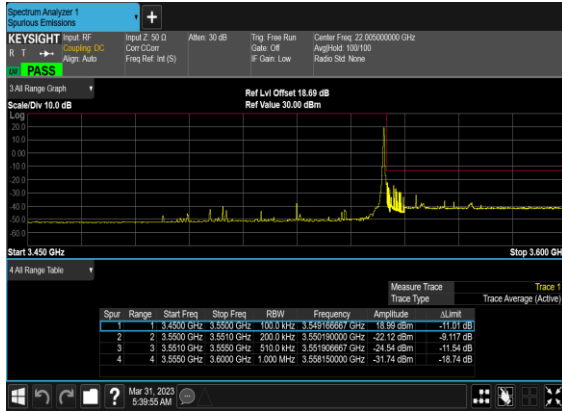 Spectrum Analyzer 1
Spurious Emissions
KEYSIGHT Input: RF Input Z: 50 Ω Atten: 30 dB Trig: Free Run Center Freq: 22.005000000 GHz
R T Coupling: DC Corr CCorr Gate: Off Avg|Hold: 100/100
Align: Auto Freq Ref: Int (S) IF Gain: Low Radio Std: None
PASS
3 All Range Graph
Ref Lvl Offset 18.69 dB
Scale/Div 10.0 dB Ref Value 30.00 dBm
Log
20.0
10.0
0.00
-10.0
-20.0
-30.0
-40.0
-50.0
-60.0
Start 3.450 GHz Stop 3.600 GH
4 All Range Table
Measure Trace Trace 1
Trace Type Trace Average (Active)
Spur Range Start Freq Stop Freq RBW Frequency Amplitude ΔLimit
1 1 3.4500 GHz 3.5500 GHz 100.0 kHz 3.549166667 GHz 18.99 dBm -11.01 dB
2 2 3.5500 GHz 3.5510 GHz 200.0 kHz 3.550190000 GHz -22.12 dBm -9.117 dB
3 3 3.5510 GHz 3.5550 GHz 510.0 kHz 3.551906667 GHz -24.54 dBm -11.54 dB
4 4 3.5550 GHz 3.6000 GHz 1.000 MHz 3.558150000 GHz -31.74 dBm -18.74 dB
? Mar 31, 2023
5:39:55 AM